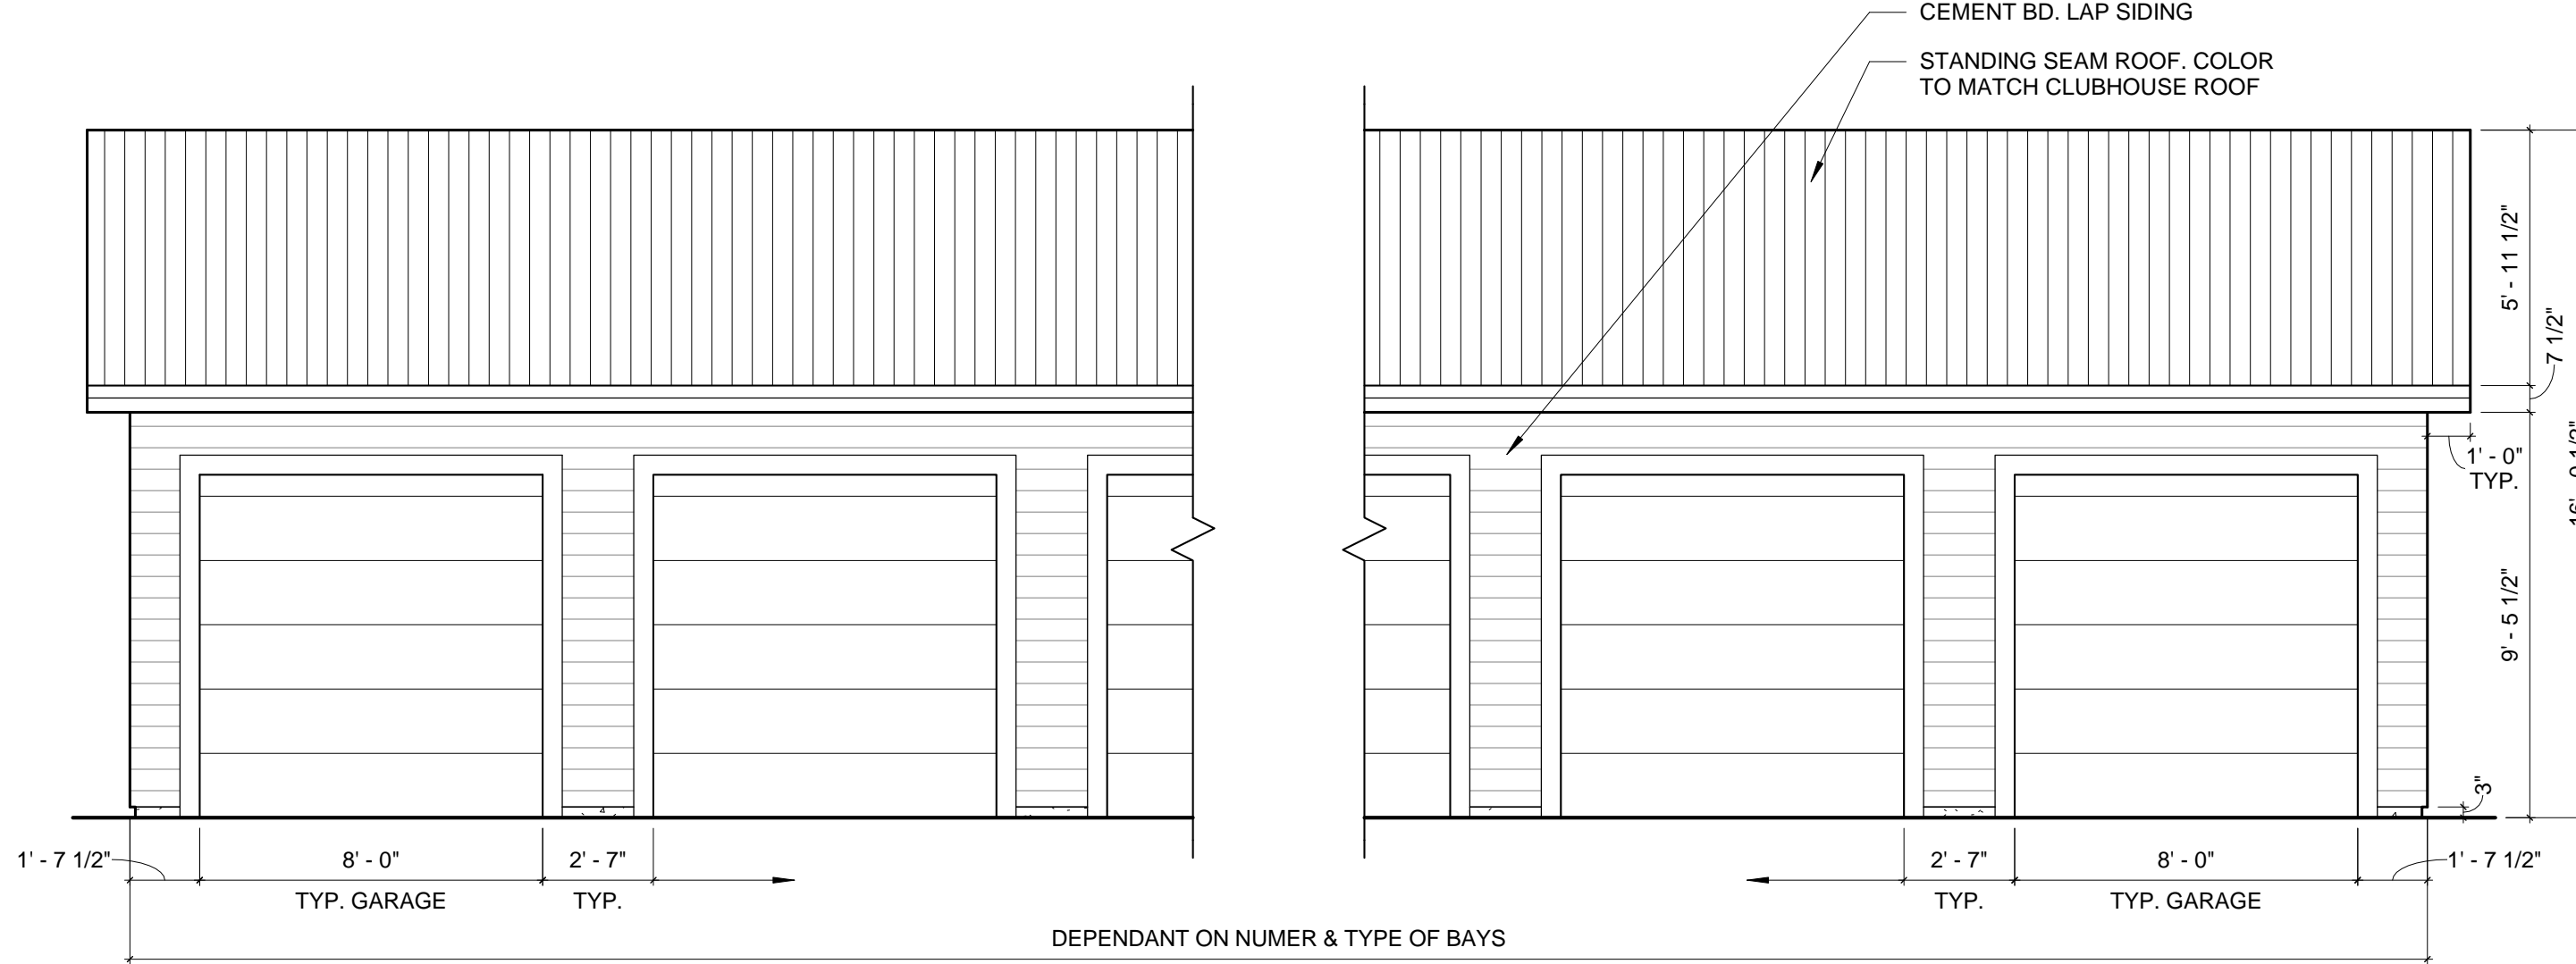 CEMENT BD. LAP SIDING
STANDING SEAM ROOF. COLOR
TO MATCH CLUBHOUSE ROOF
5' - 11 1/2"
7 1/2"
1' - 0"
TYP.
9' - 5 1/2"
3"
1' - 7 1/2"
8' - 0"
TYP. GARAGE
2' - 7"
TYP.
2' - 7"
TYP.
8' - 0"
TYP. GARAGE
1' - 7 1/2"
DEPENDANT ON NUMER & TYPE OF BAYS